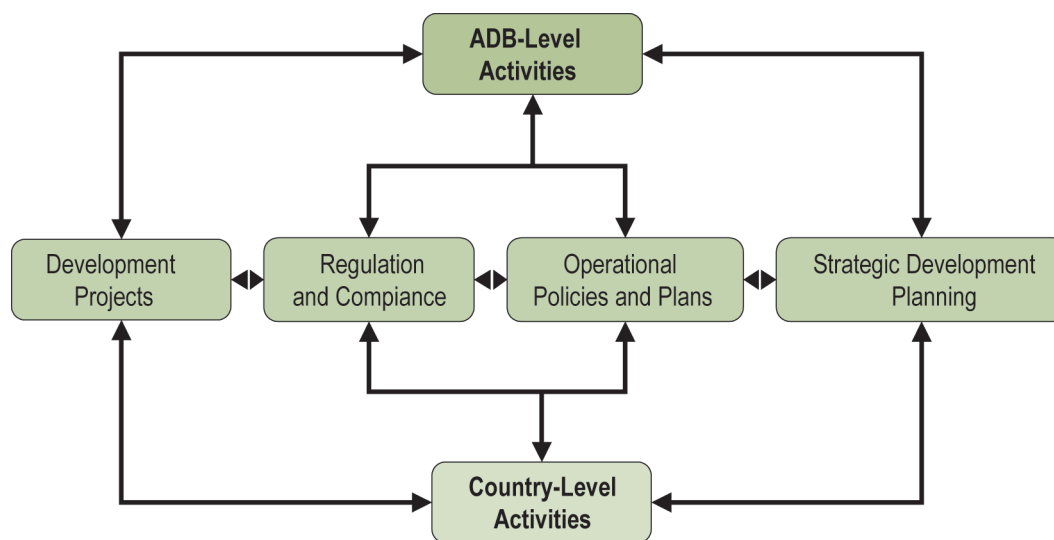 ADB-Level
Activities
Development
Projects
Regulation
and Compiance
Operational
Policies and Plans
Strategic Development
Planning
Country-Level
Activities